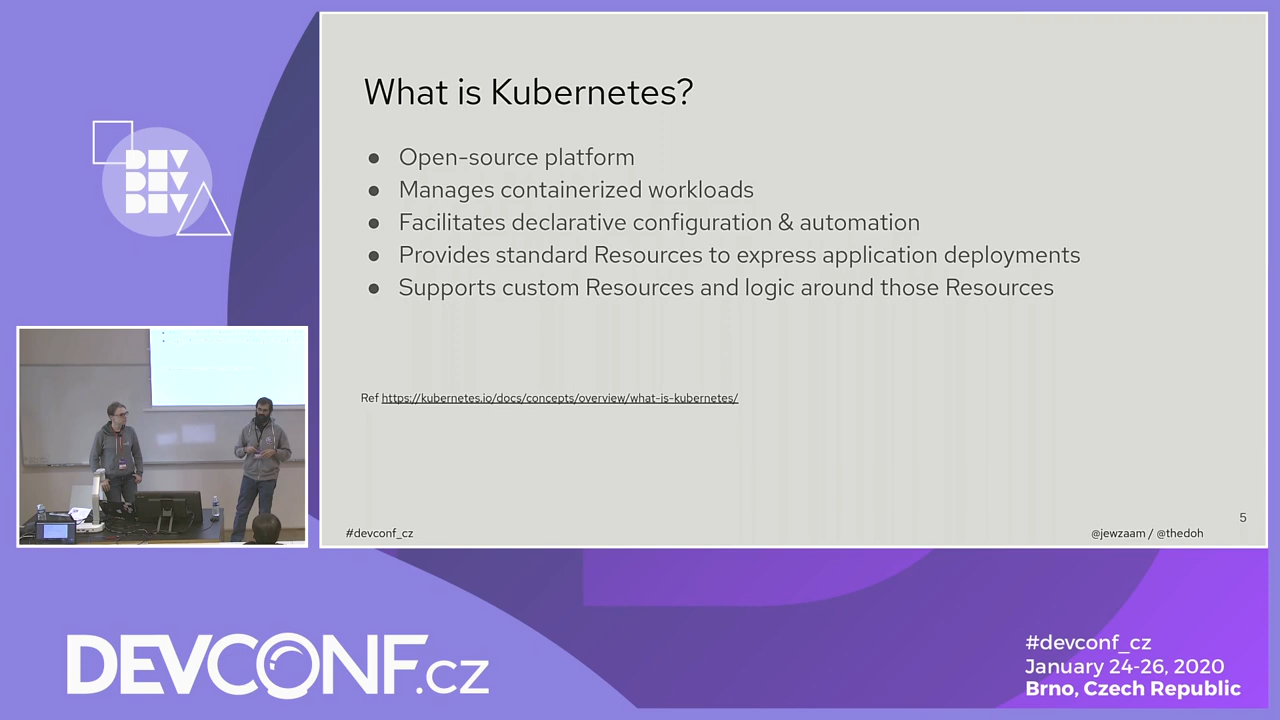 What is Kubernetes?
● Open-source platform
● Manages containerized workloads
● Facilitates declarative configuration & automation
● Provides standard Resources to express application deployments
● Supports custom Resources and logic around those Resources
Ref https://kubernetes.io/docs/concepts/overview/what-is-kubernetes/
5
#devconf_cz
@jewzaam / @thedoh
DEV
DEV
DEV
DEVCONF.cz
#devconf_cz
January 24-26, 2020
Brno, Czech Republic